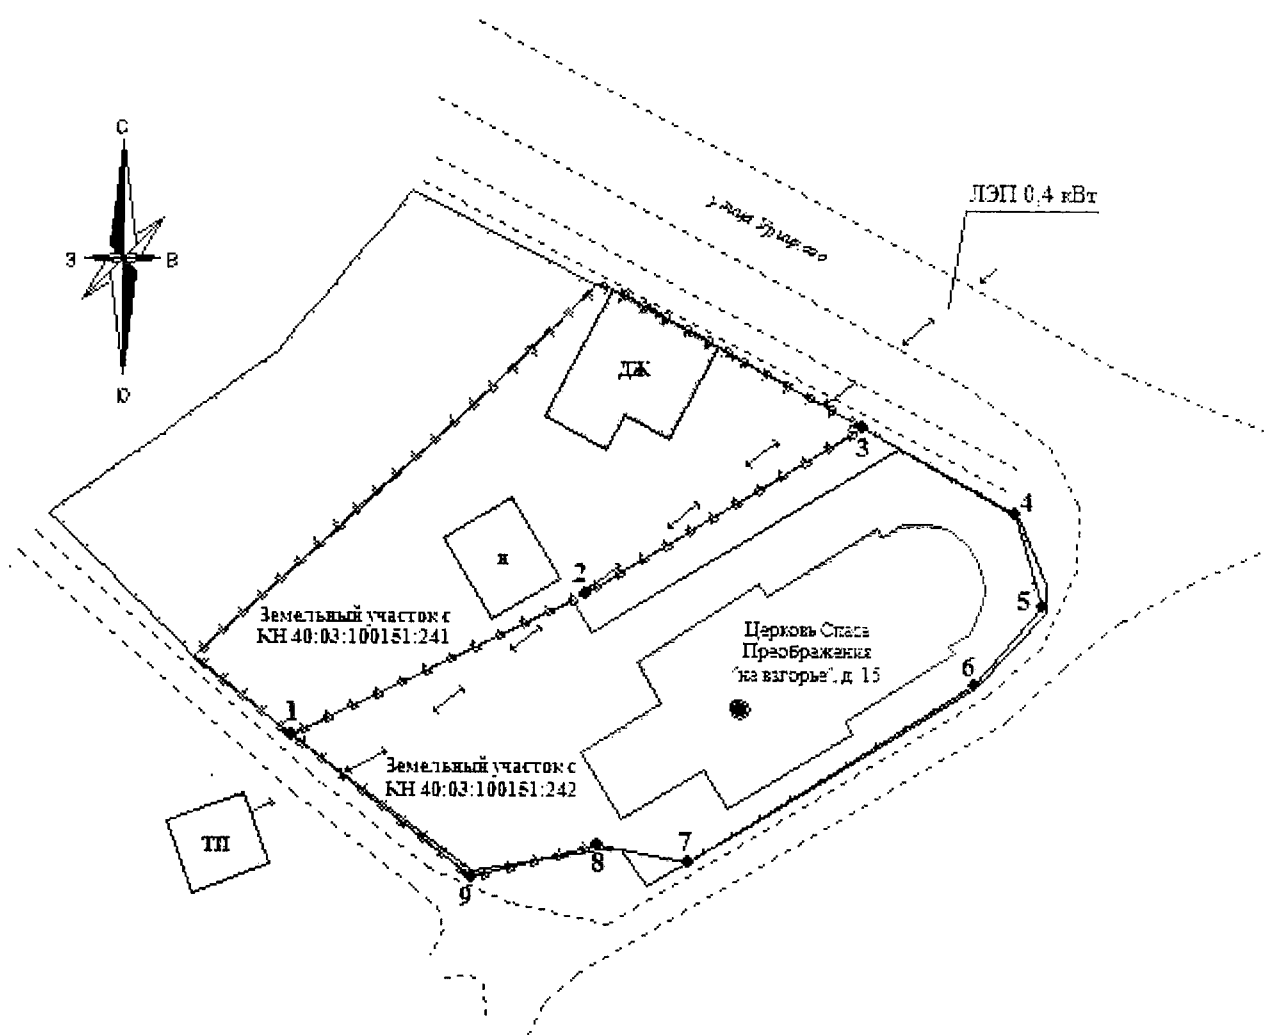 С
З
В
Ю
ЛЭП 0,4 кВт
улица
ДЖ
3
4
н
2
5
Земельный участок с
КН 40:03:100151:241
Церковь Спаса
Преображения
"на взгорье", д. 15
6
1
Земельный участок с
КН 40:03:100151:242
ТП
7
8
9